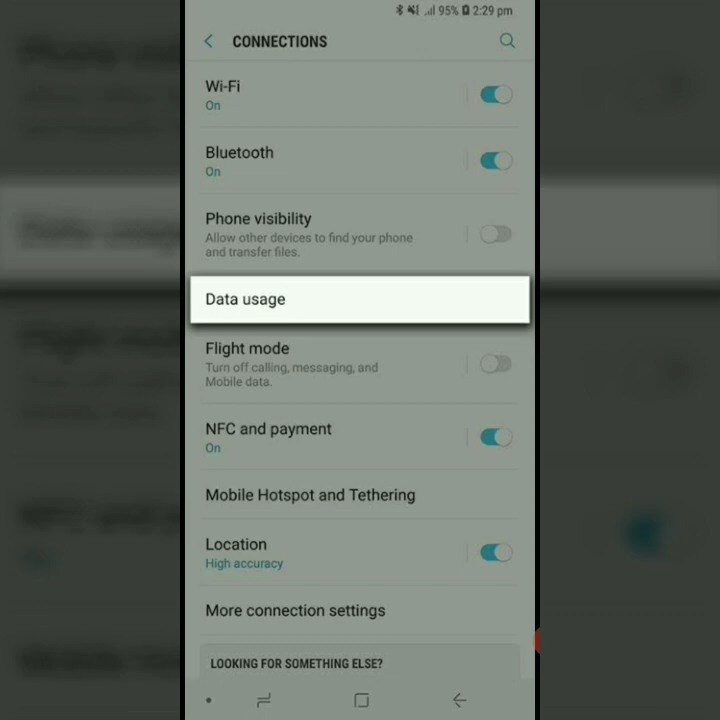 95% 2:29 pm
CONNECTIONS
Wi-Fi
On
Bluetooth
On
Phone visibility
Allow other devices to find your phone
and transfer files.
Data usage
Flight mode
Turn off calling, messaging, and
Mobile data.
NFC and payment
On
Mobile Hotspot and Tethering
Location
High accuracy
More connection settings
LOOKING FOR SOMETHING ELSE?